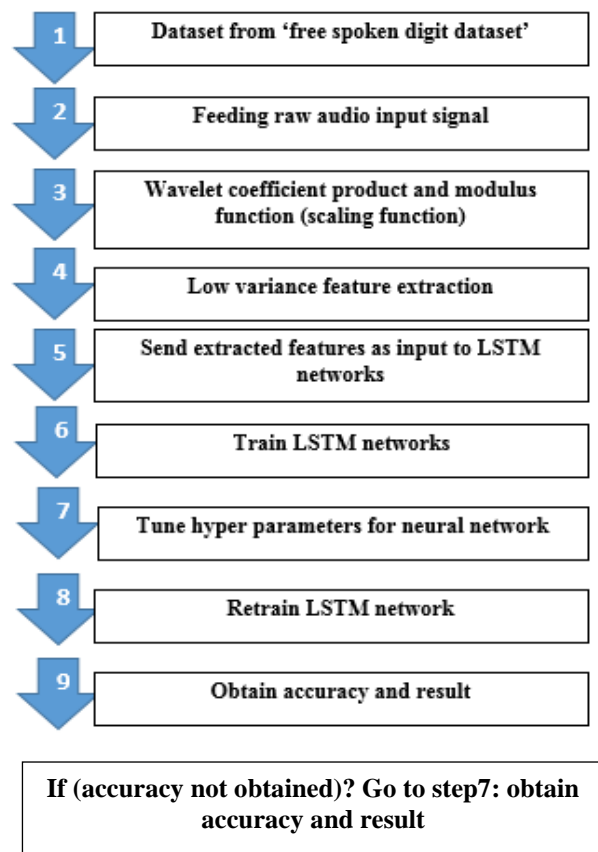 1
Dataset from ‘free spoken digit dataset’
2
Feeding raw audio input signal
3
Wavelet coefficient product and modulus
function (scaling function)
4
Low variance feature extraction
5
Send extracted features as input to LSTM
networks
6
Train LSTM networks
7
Tune hyper parameters for neural network
8
Retrain LSTM network
9
Obtain accuracy and result
If (accuracy not obtained)? Go to step7: obtain
accuracy and result